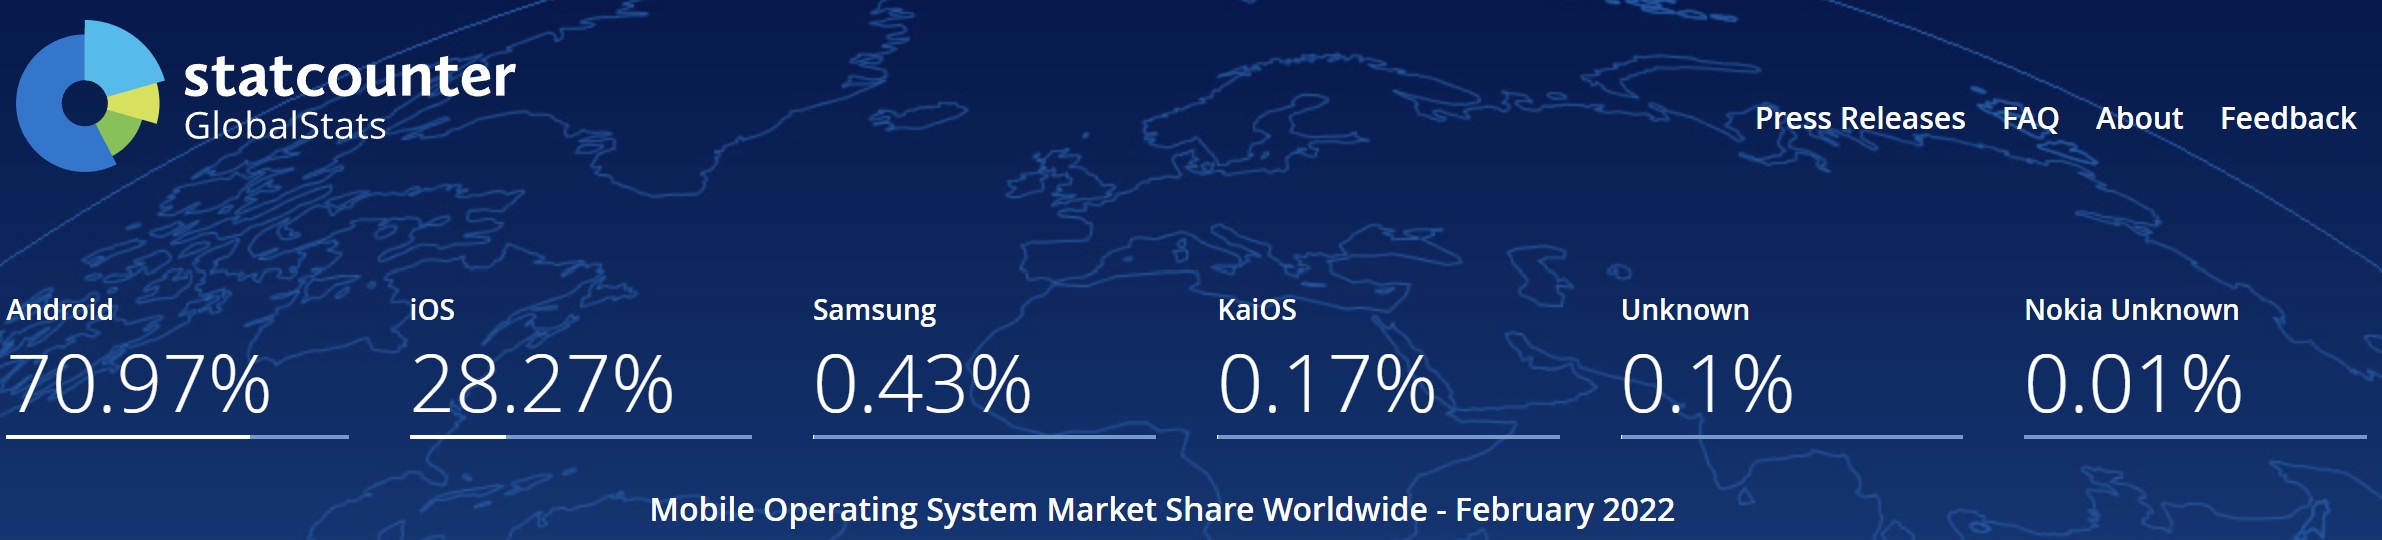 statcounter
GlobalStats
Press Releases FAQ About Feedback
Android iOS Samsung KaiOS Unknown Nokia Unknown
70.97% 28.27% 0.43% 0.17% 0.1% 0.01%
Mobile Operating System Market Share Worldwide - February 2022